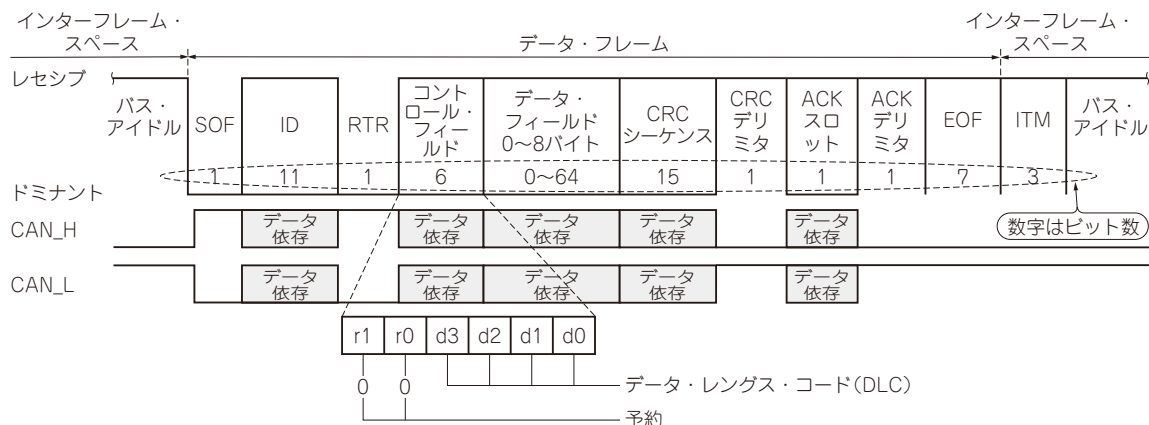 インターフレーム・
スペース
データ・フレーム
インターフレーム・
スペース
レセシブ
バス・
アイドル
SOF
ID
RTR
コント
ロール・
フィー
ルド
データ・
フィールド
0～8バイト
CRC
シーケンス
CRC
デリ
ミタ
ACK
スロ
ット
ACK
デリ
ミタ
EOF
ITM
バス・
アイドル
1
11
1
6
0～64
15
1
1
1
7
3
ドミナント
数字はビット数
CAN_H
データ
依存
データ
依存
データ
依存
データ
依存
データ
依存
CAN_L
データ
依存
データ
依存
データ
依存
データ
依存
データ
依存
r1
r0
d3
d2
d1
d0
0
0
データ・レングス・コード(DLC)
予約